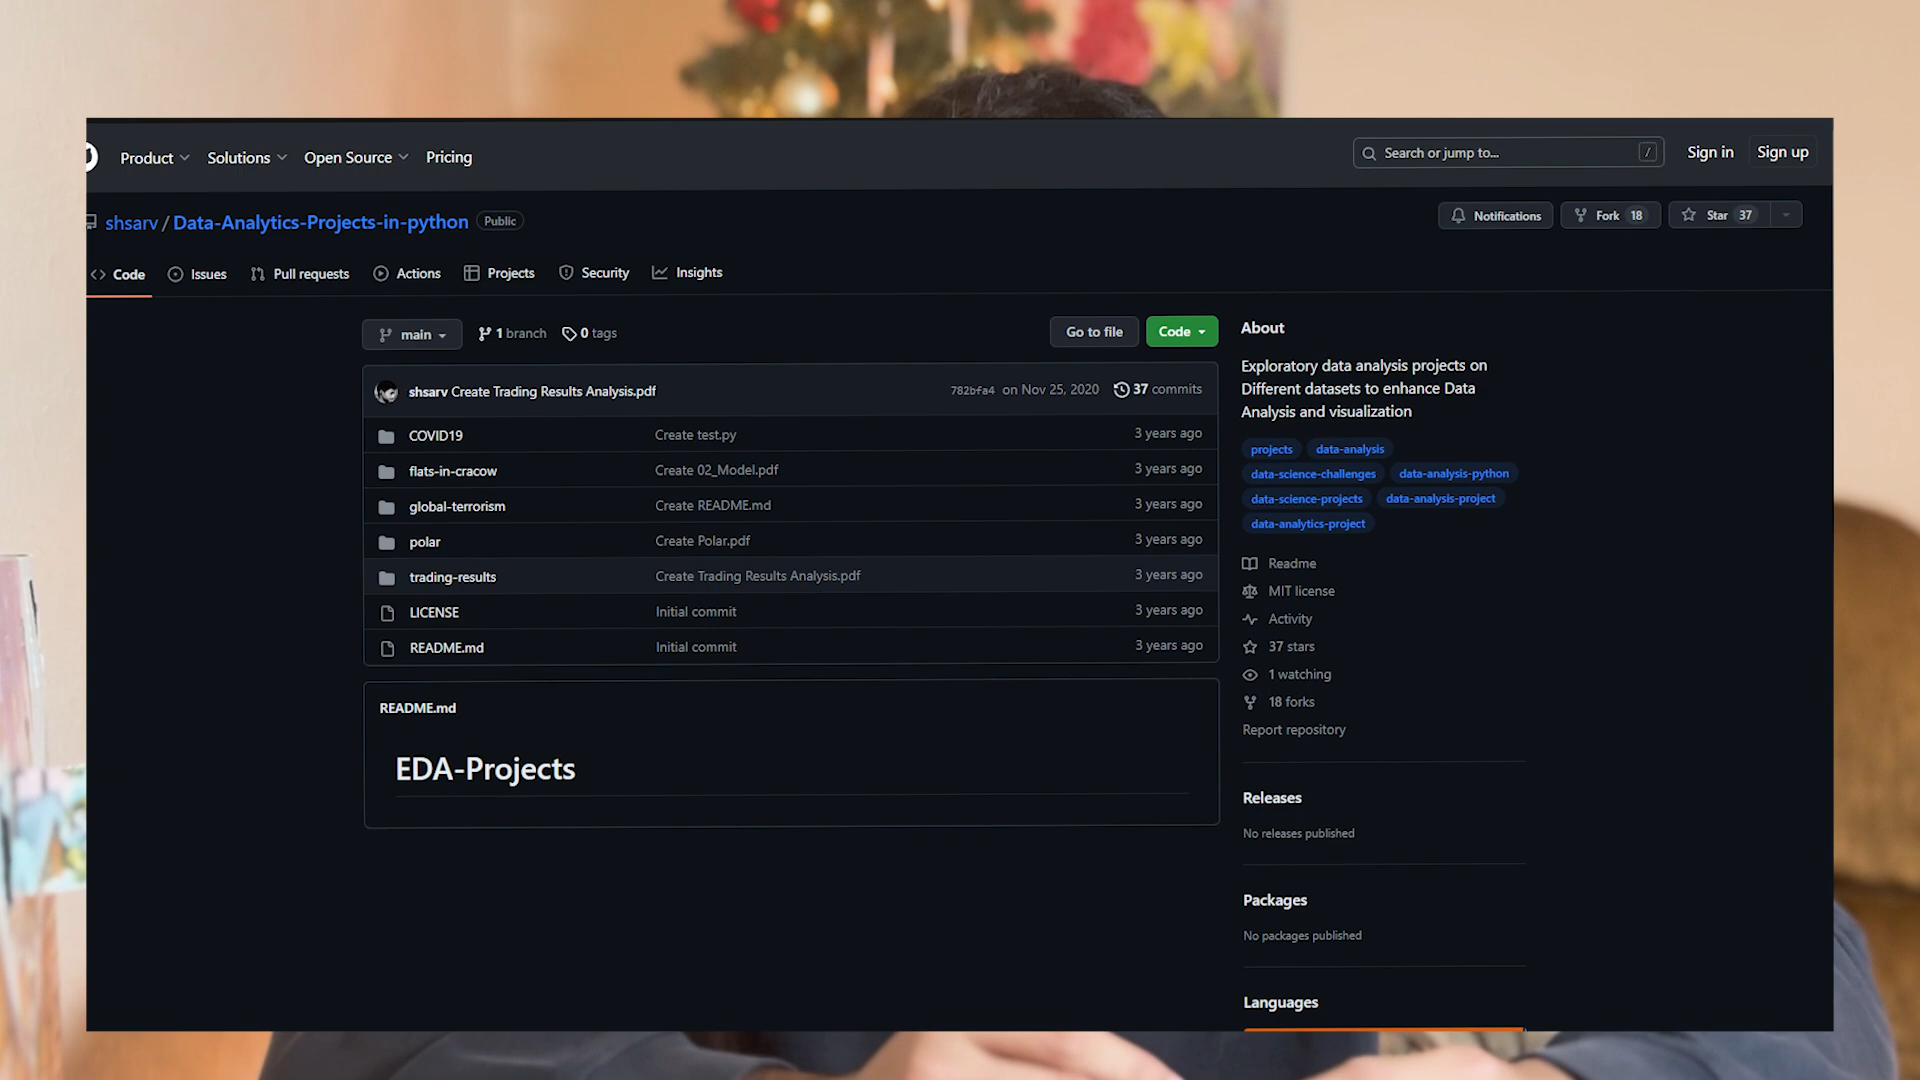 Product Solutions Open Source Pricing Search or jump to... / Sign in Sign up
shsarv / Data-Analytics-Projects-in-python Public Notifications Fork 18 Star 37
Code Issues Pull requests Actions Projects Security Insights
main 1 branch 0 tags Go to file Code
shsarv Create Trading Results Analysis.pdf 782bfa4 on Nov 25, 2020 37 commits
COVID19 Create test.py 3 years ago
flats-in-cracow Create 02_Model.pdf 3 years ago
global-terrorism Create README.md 3 years ago
polar Create Polar.pdf 3 years ago
trading-results Create Trading Results Analysis.pdf 3 years ago
LICENSE Initial commit 3 years ago
README.md Initial commit 3 years ago
README.md
EDA-Projects
About
Exploratory data analysis projects on
Different datasets to enhance Data
Analysis and visualization
projects data-analysis
data-science-challenges data-analysis-python
data-science-projects data-analysis-project
data-analytics-project
Readme
MIT license
Activity
37 stars
1 watching
18 forks
Report repository
Releases
No releases published
Packages
No packages published
Languages